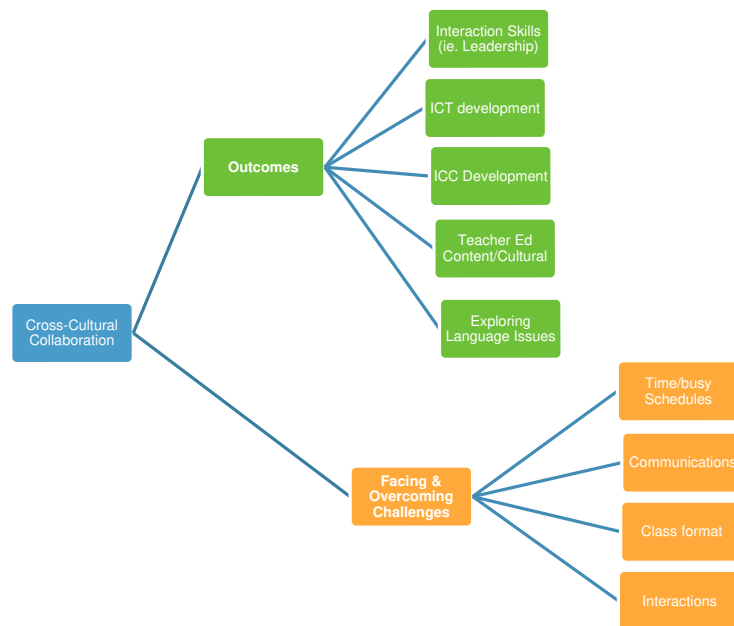 Interaction Skills
(ie. Leadership)
ICT development
Outcomes
ICC Development
Teacher Ed
Content/Cultural
Exploring
Language Issues
Cross-Cultural
Collaboration
Time/busy
Schedules
Communications
Facing &
Overcoming
Challenges
Class format
Interactions